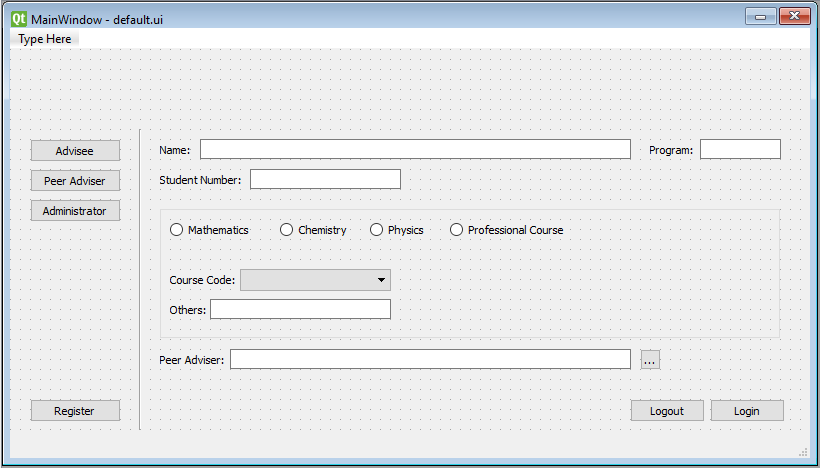 Qt MainWindow - default.ui
Type Here
Advisee
Name:
Program:
Peer Adviser
Student Number:
Administrator
Mathematics
Chemistry
Physics
Professional Course
Course Code:
Others:
Peer Adviser:
...
Register
Logout
Login